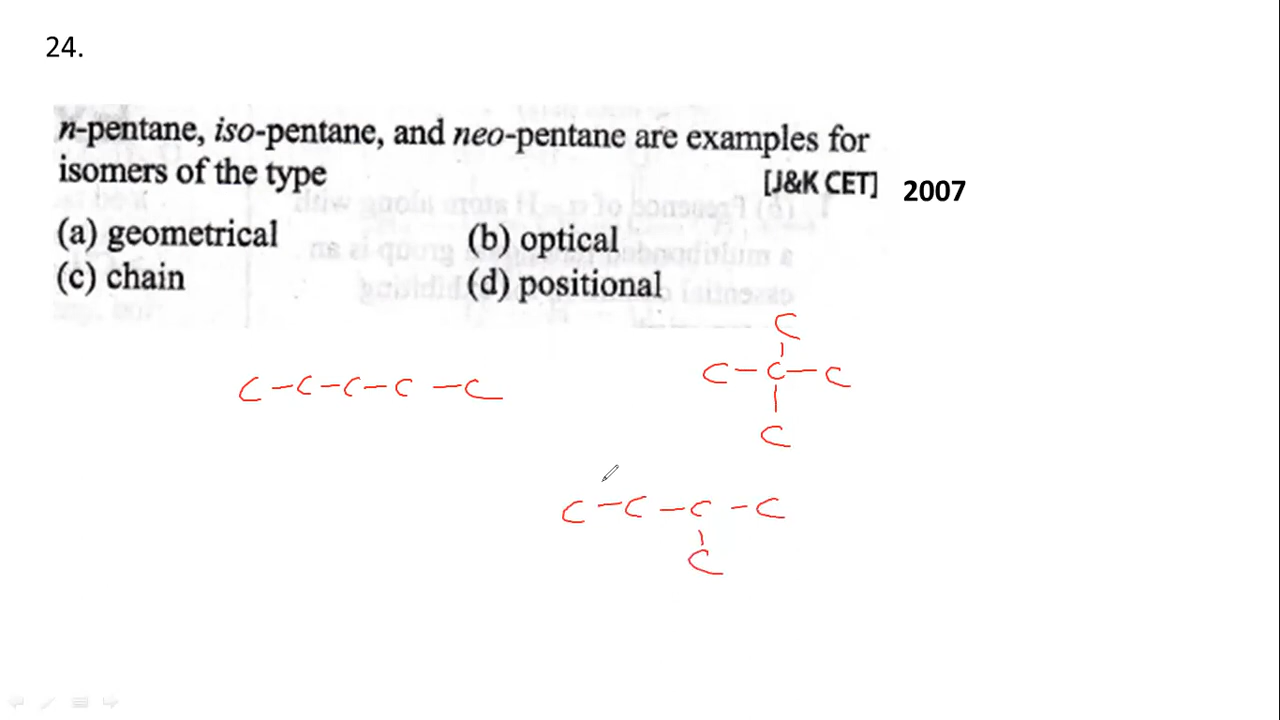 24.
n-pentane, iso-pentane, and neo-pentane are examples for
isomers of the type [J&K CET] 2007
(a) geometrical (b) optical
(c) chain (d) positional
C
C-C-C-C-C C-C-C
C
C-C-C-C
C